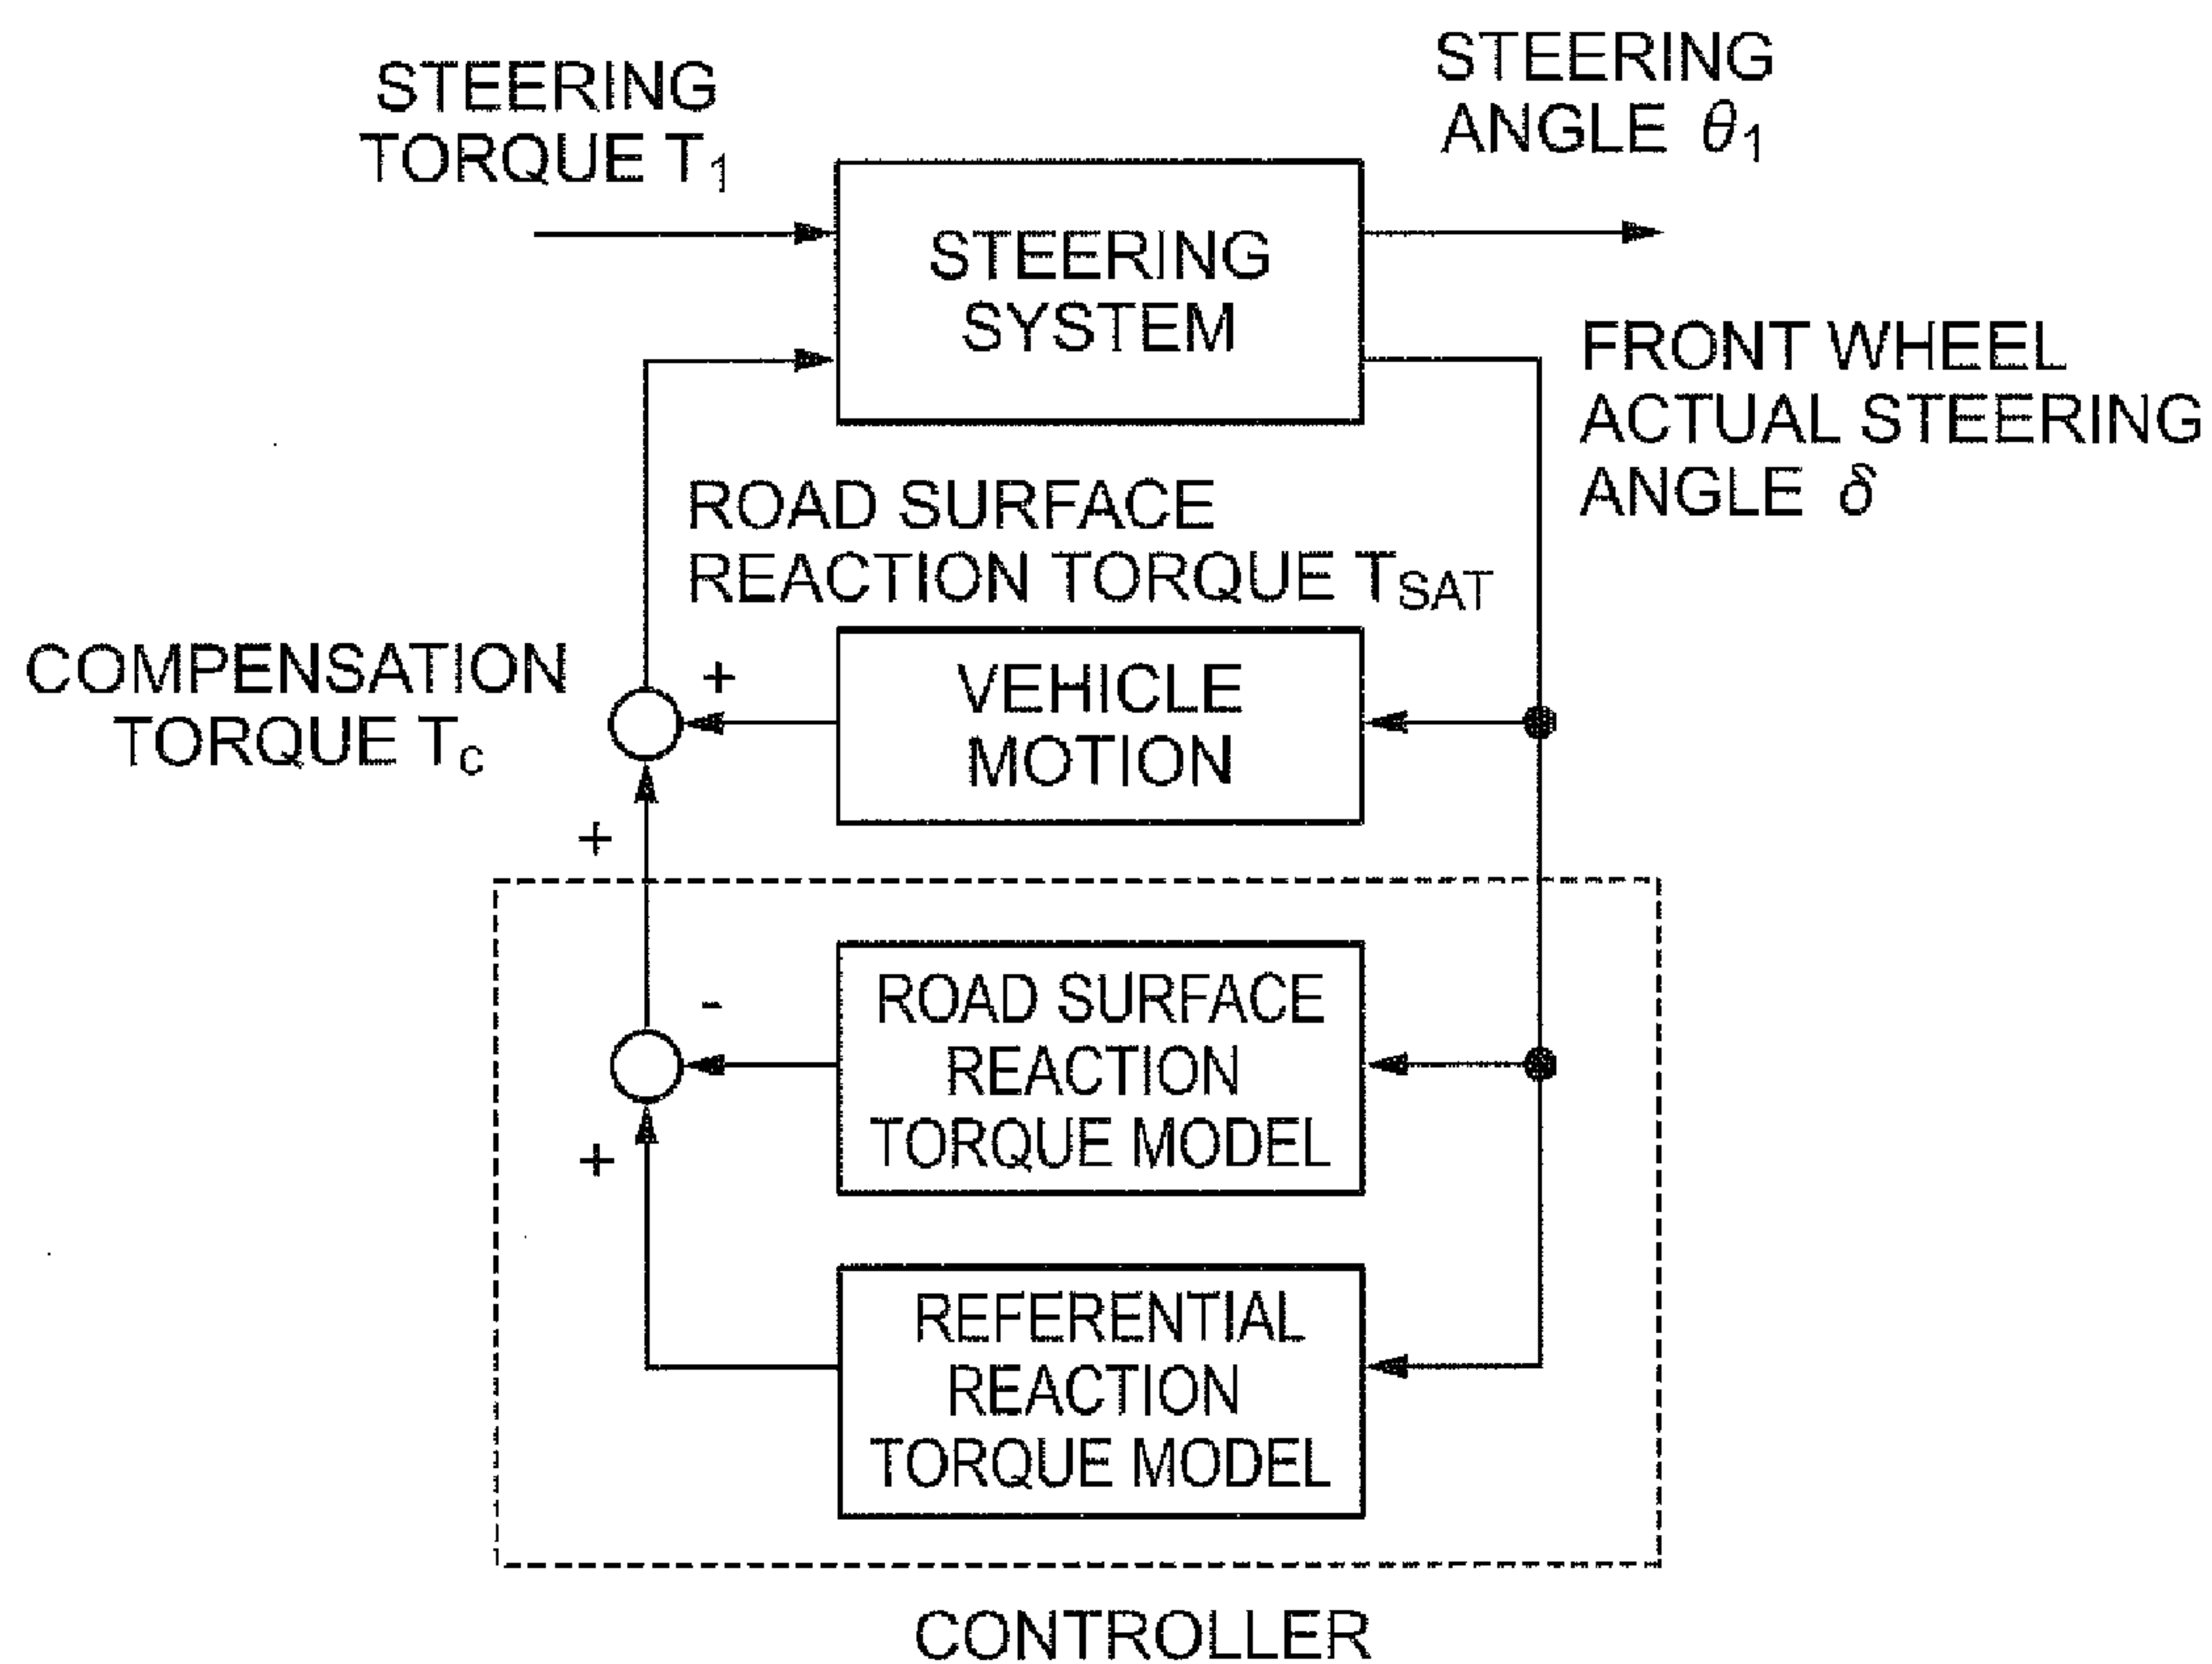 STEERING
TORQUE T1
STEERING
ANGLE θ1
STEERING
SYSTEM
FRONT WHEEL
ACTUAL STEERING
ANGLE δ
ROAD SURFACE
REACTION TORQUE TSAT
COMPENSATION
TORQUE Tc
+
VEHICLE
MOTION
+
-
ROAD SURFACE
REACTION
TORQUE MODEL
+
REFERENTIAL
REACTION
TORQUE MODEL
CONTROLLER